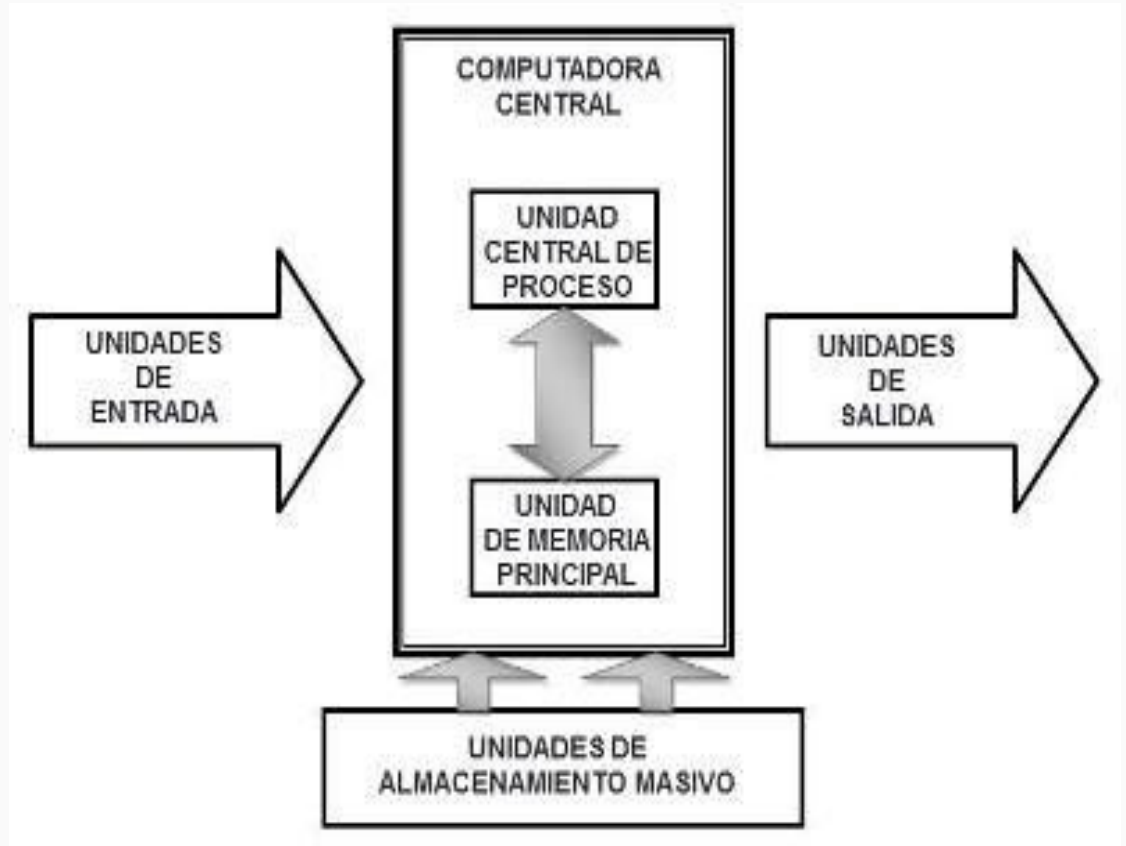 COMPUTADORA
CENTRAL
UNIDAD
CENTRAL DE
PROCESO
UNIDADES
DE
ENTRADA
UNIDADES
DE
SALIDA
UNIDAD
DE MEMORIA
PRINCIPAL
UNIDADES DE
ALMACENAMIENTO MASIVO